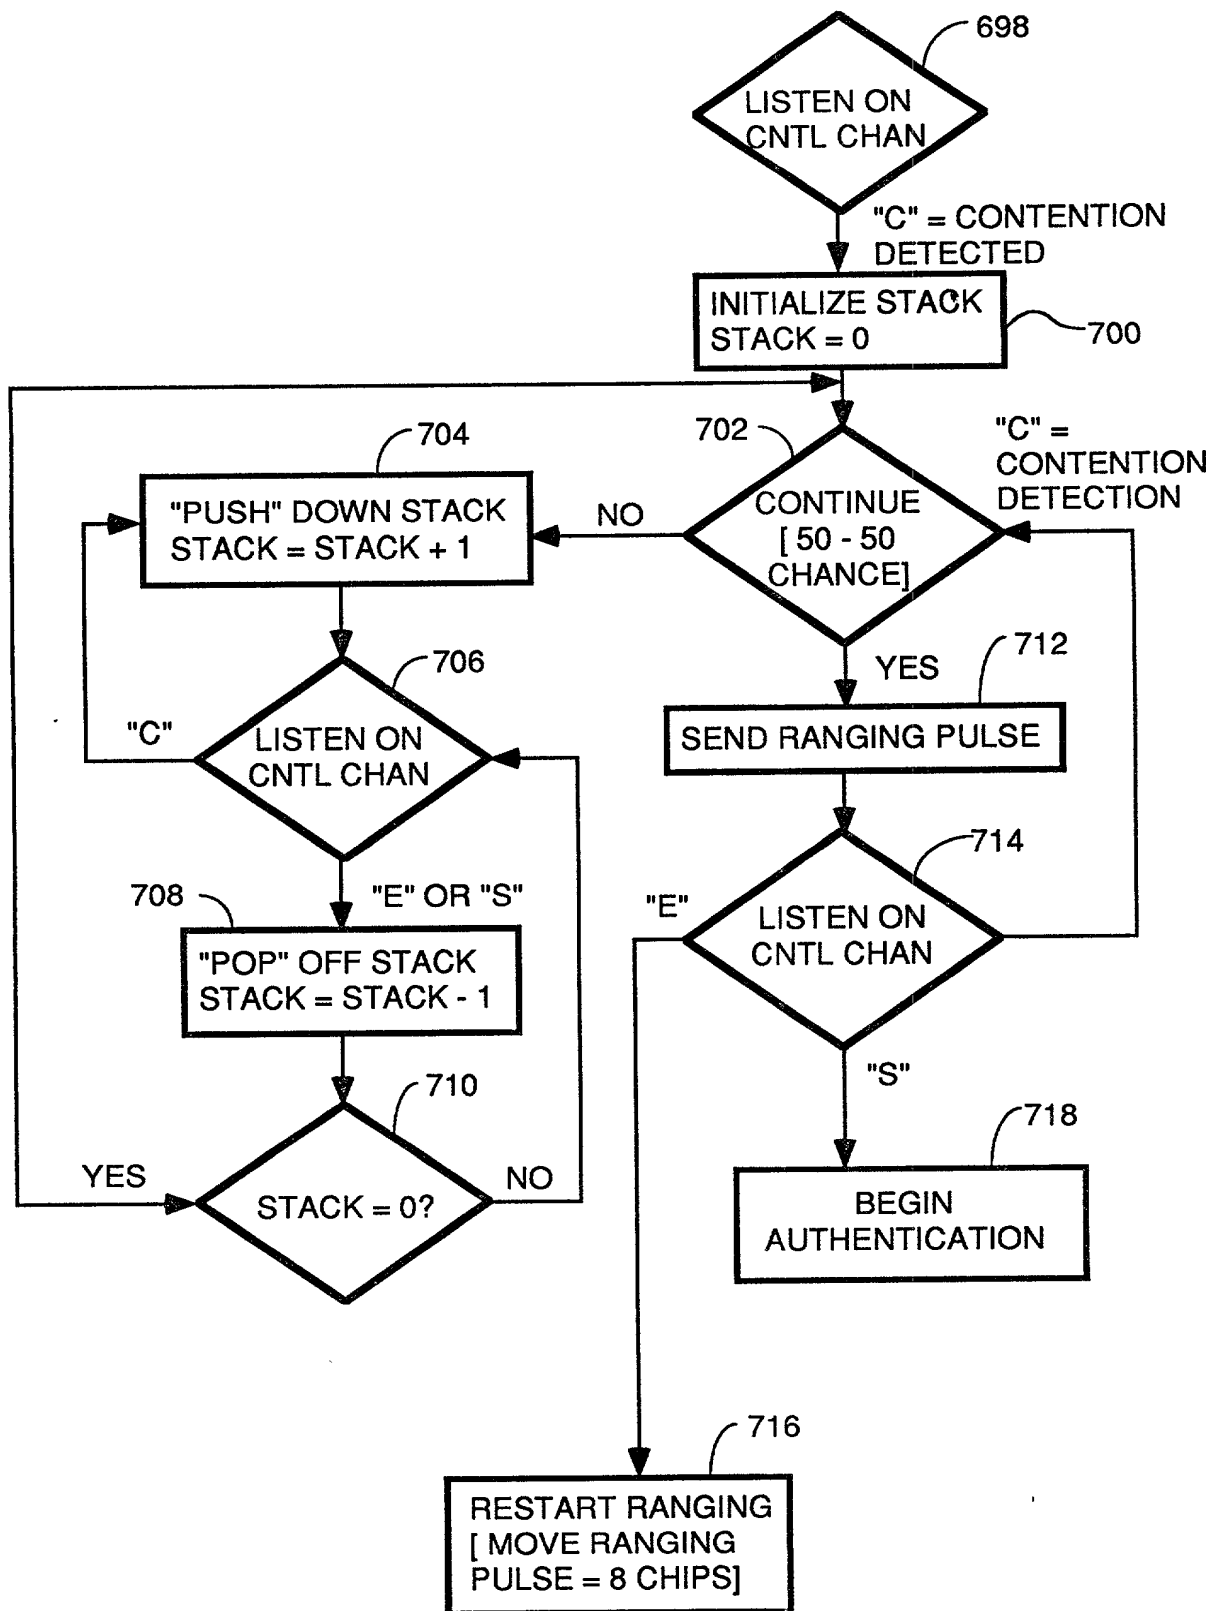 698
LISTEN ON
CNTL CHAN
"C" = CONTENTION
DETECTED
INITIALIZE STACK
STACK = 0
700
704
702
"C" =
CONTENTION
DETECTION
"PUSH" DOWN STACK
STACK = STACK + 1
NO
CONTINUE
[ 50 - 50
CHANCE]
706
712
YES
"C"
LISTEN ON
CNTL CHAN
SEND RANGING PULSE
714
708
"E" OR "S"
"E"
LISTEN ON
CNTL CHAN
"POP" OFF STACK
STACK = STACK - 1
"S"
710
718
YES
NO
STACK = 0?
BEGIN
AUTHENTICATION
716
RESTART RANGING
[ MOVE RANGING
PULSE = 8 CHIPS]